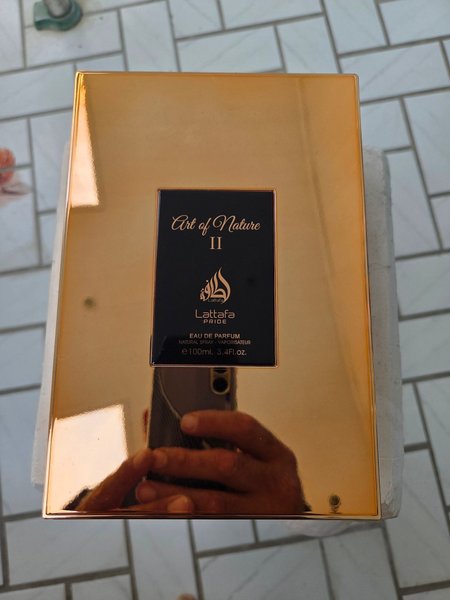 Art of Nature
II
لطافة
Lattafa
PRIDE
EAU DE PARFUM
NATURAL SPRAY - VAPORISATEUR
℮100ml. 3.4Fl.oz.